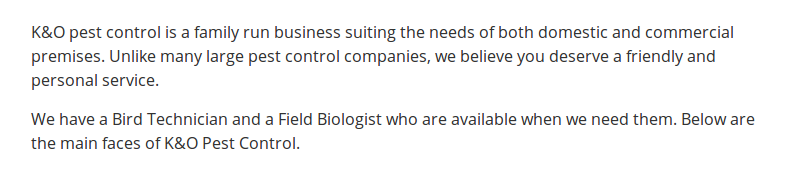 K&O pest control is a family run business suiting the needs of both domestic and commercial
premises. Unlike many large pest control companies, we believe you deserve a friendly and
personal service.
We have a Bird Technician and a Field Biologist who are available when we need them. Below are
the main faces of K&O Pest Control.